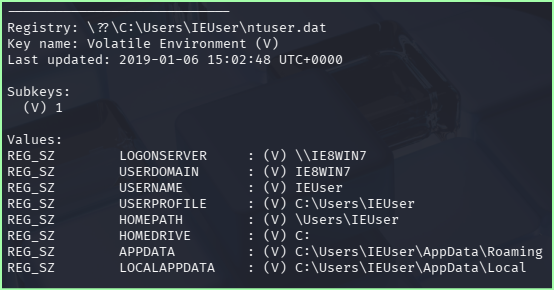 ----------------------------
Registry: \??\C:\Users\IEUser\ntuser.dat
Key name: Volatile Environment (V)
Last updated: 2019-01-06 15:02:48 UTC+0000
Subkeys:
(V) 1
Values:
REG_SZ LOGONSERVER : (V) \\IE8WIN7
REG_SZ USERDOMAIN : (V) IE8WIN7
REG_SZ USERNAME : (V) IEUser
REG_SZ USERPROFILE : (V) C:\Users\IEUser
REG_SZ HOMEPATH : (V) \Users\IEUser
REG_SZ HOMEDRIVE : (V) C:
REG_SZ APPDATA : (V) C:\Users\IEUser\AppData\Roaming
REG_SZ LOCALAPPDATA : (V) C:\Users\IEUser\AppData\Local